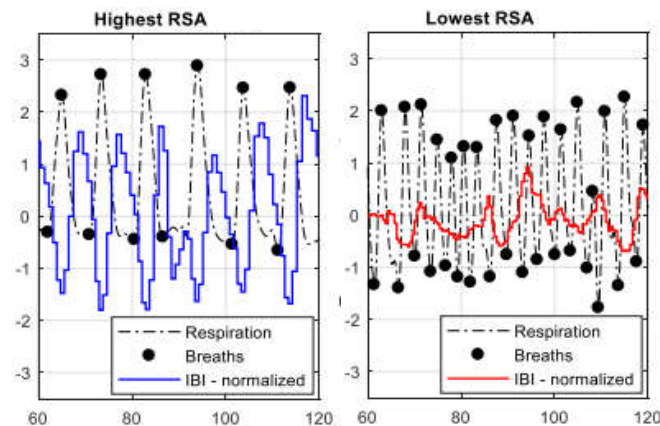 Highest RSA
3
2
1
0
-1
-2
-3
Respiration
Breaths
IBI - normalized
60
80
100
120
Lowest RSA
3
2
1
0
-1
-2
-3
Respiration
Breaths
IBI - normalized
60
80
100
120